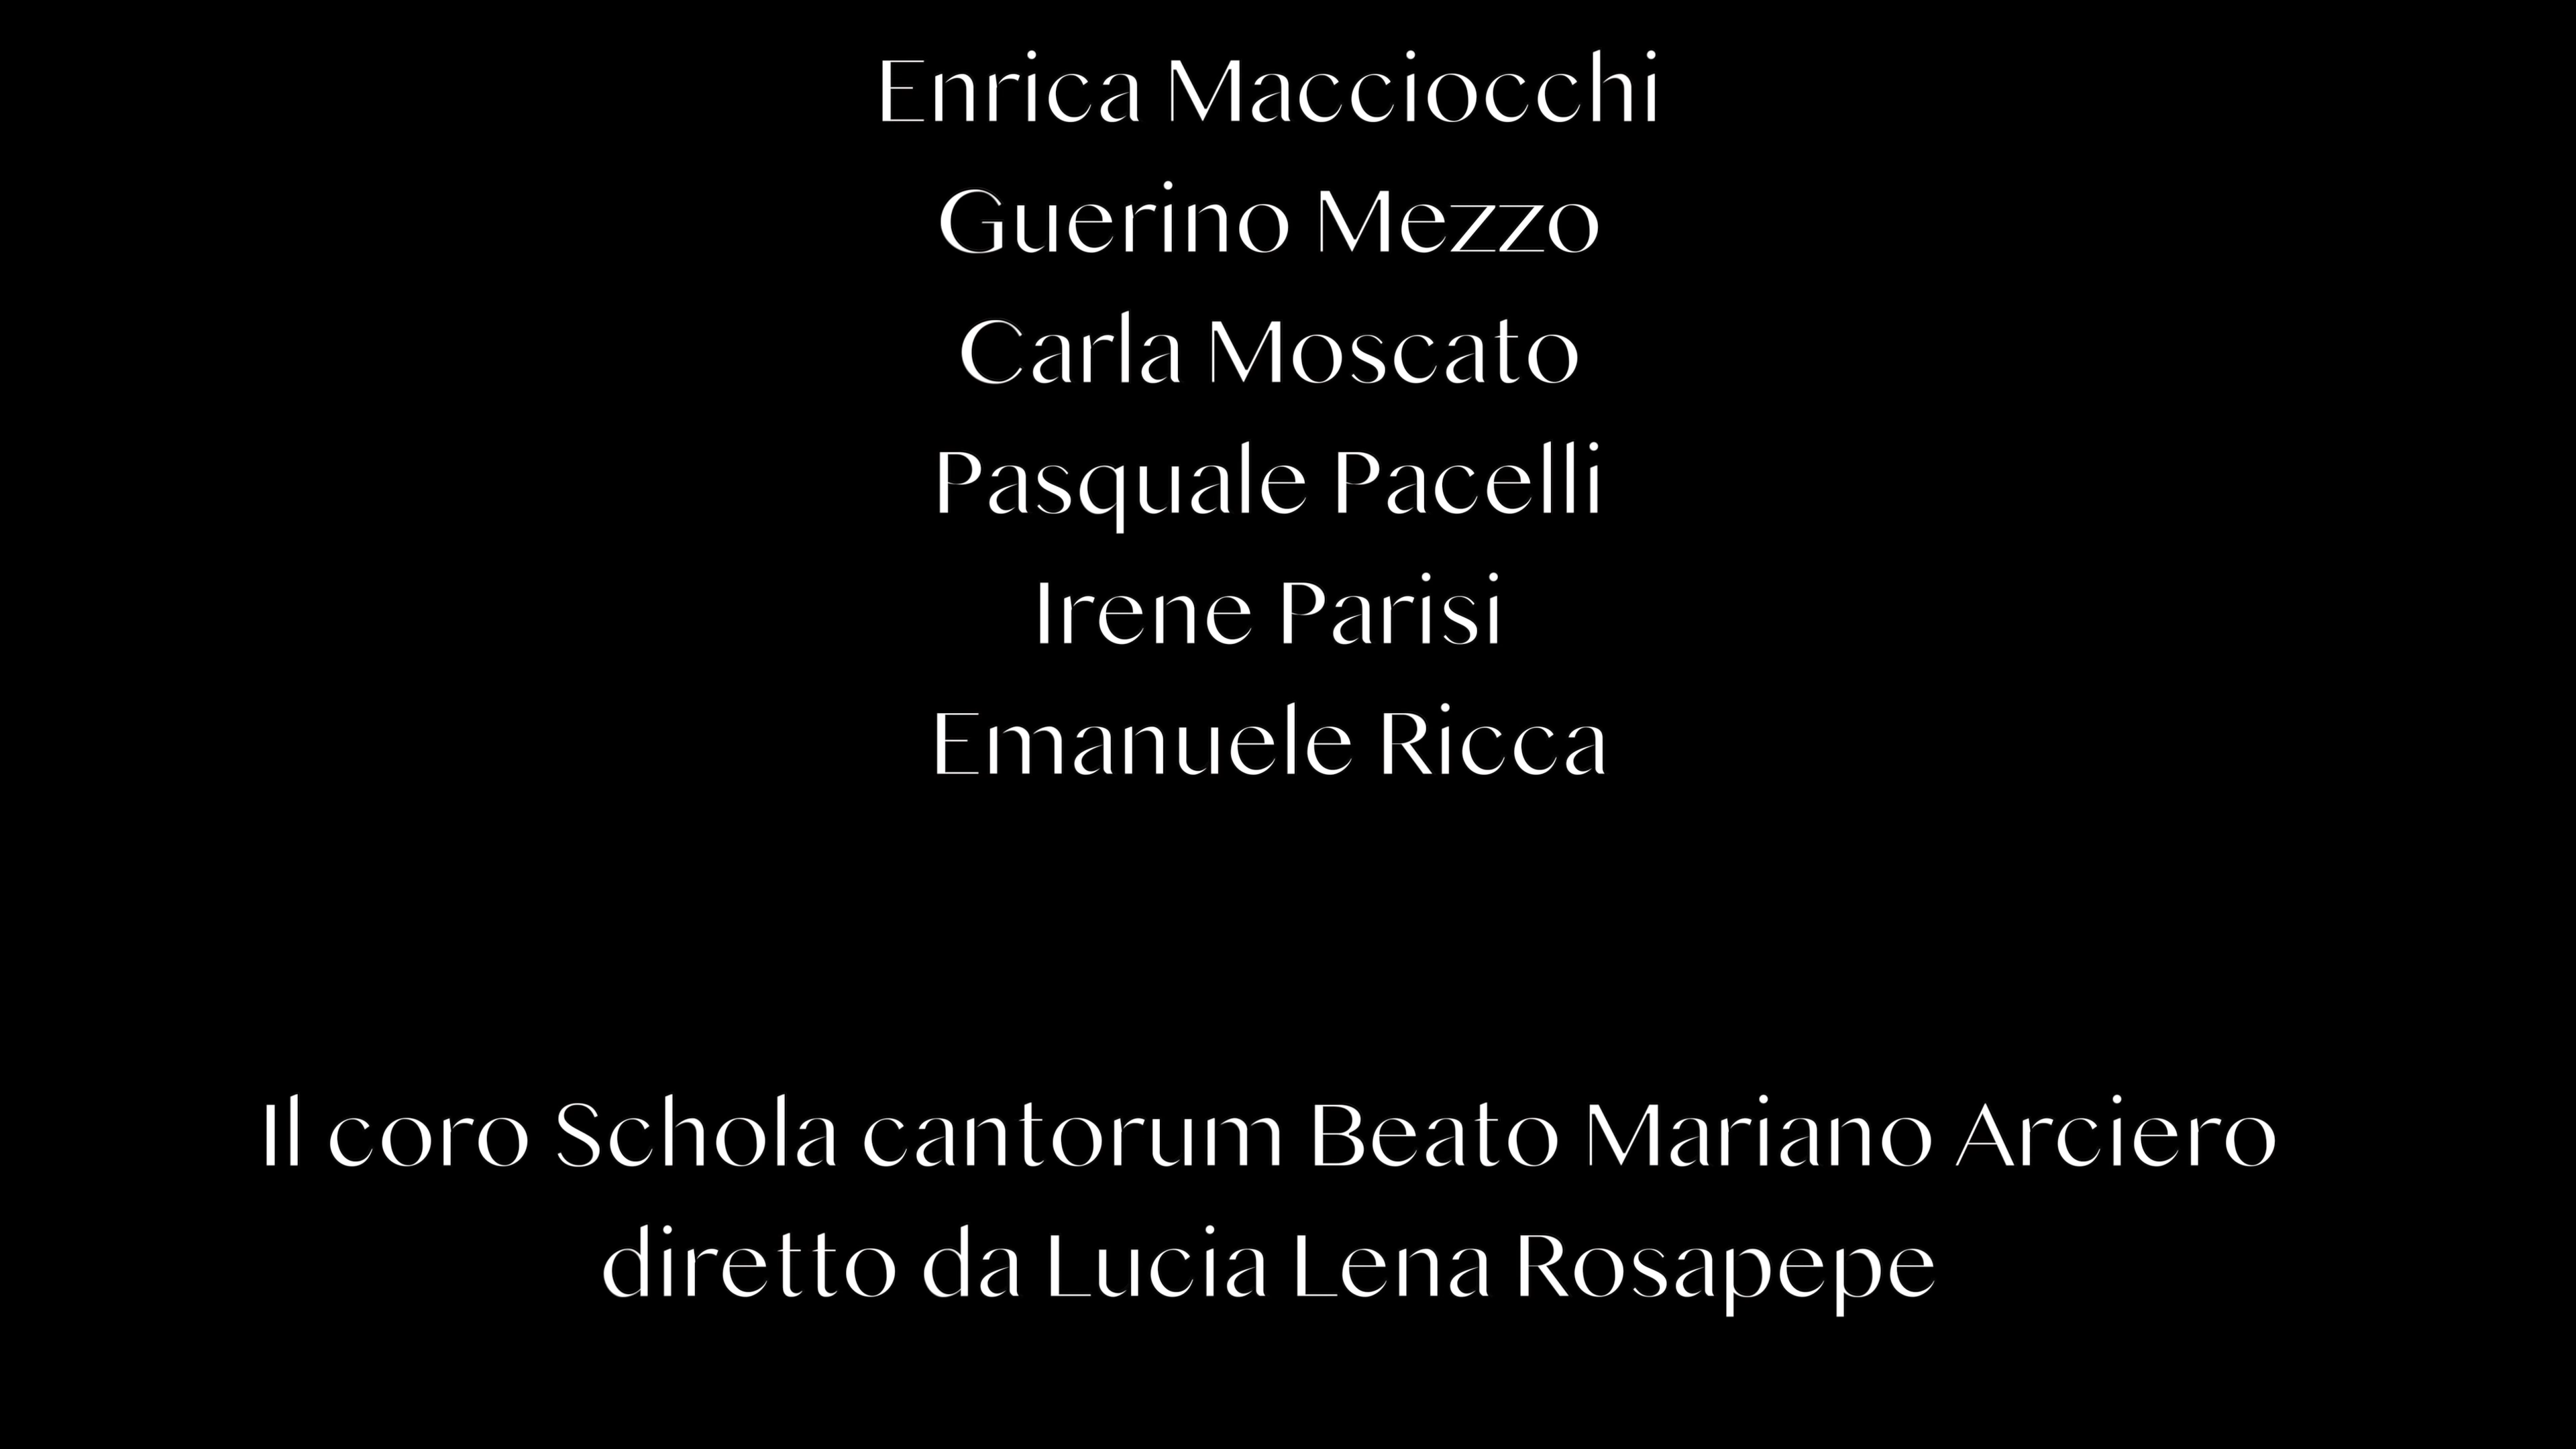 Enrica Macciocchi
Guerino Mezzo
Carla Moscato
Pasquale Pacelli
Irene Parisi
Emanuele Ricca
Il coro Schola cantorum Beato Mariano Arciero
diretto da Lucia Lena Rosapepe